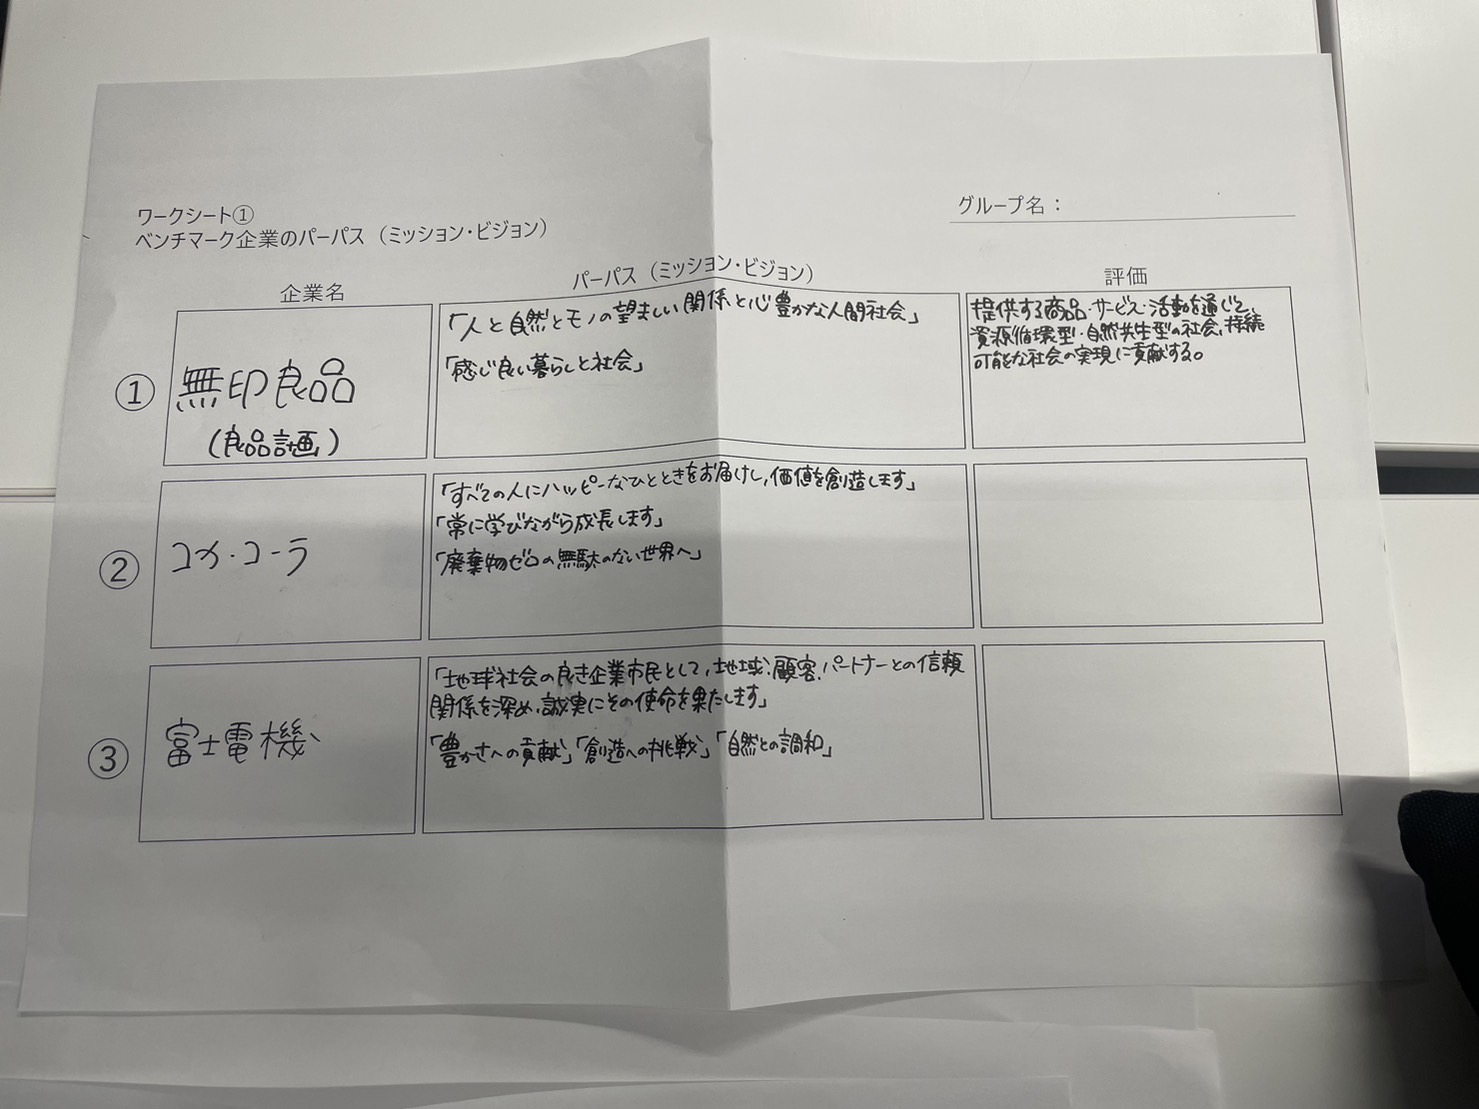 ワークシート①
ベンチマーク企業のパーパス（ミッション・ビジョン）
グループ名：
企業名
パーパス（ミッション・ビジョン）
評価
①
無印良品
(良品計画)
「人と自然とモノの望ましい関係と心豊かな人間社会」
「感じ良い暮らしと社会」
提供する商品・サービス・活動を通じて、
資源循環型・自然共生型の社会、持続
可能な社会の実現に貢献する。
②
コカ・コーラ
「すべての人にハッピーなひとときをお届けし、価値を創造します」
「常に学びながら成長します」
「廃棄物ゼロの無駄のない世界へ」
③
富士電機
「地球社会の良き企業市民として、地域、顧客、パートナーとの信頼
関係を深め、誠実にその使命を果たします」
「豊かさへの貢献」「創造への挑戦」「自然との調和」